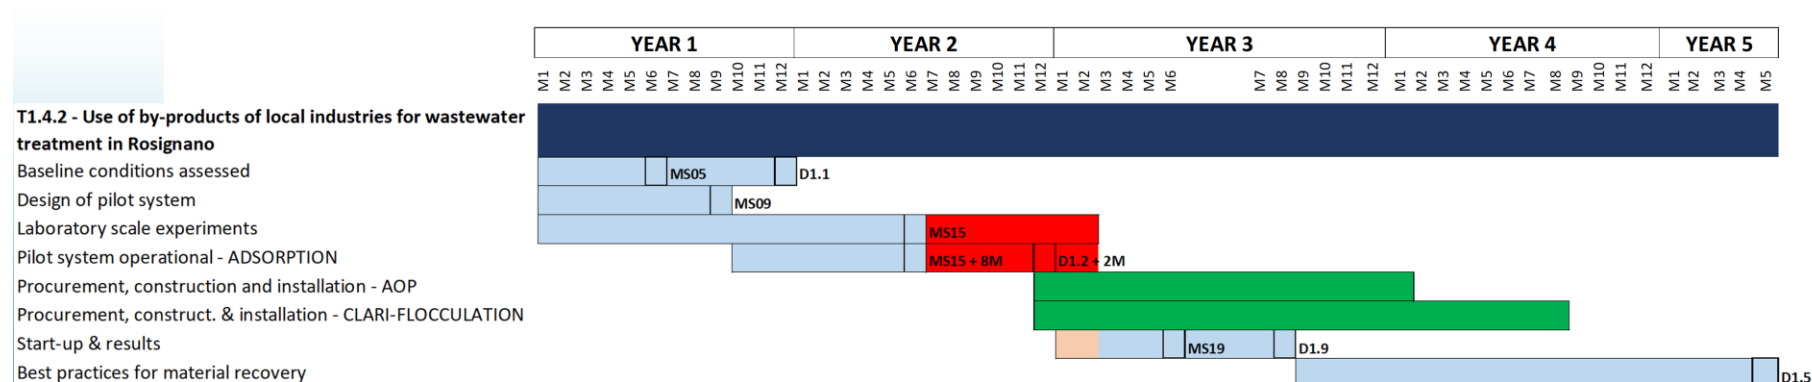 YEAR 1 YEAR 2 YEAR 3 YEAR 4 YEAR 5
M1 M2 M3 M4 M5 M6 M7 M8 M9 M10 M11 M12 M1 M2 M3 M4 M5 M6 M7 M8 M9 M10 M11 M12 M1 M2 M3 M4 M5 M6 M7 M8 M9 M10 M11 M12 M1 M2 M3 M4 M5 M6 M7 M8 M9 M10 M11 M12 M1 M2 M3 M4 M5
T1.4.2 - Use of by-products of local industries for wastewater
treatment in Rosignano
Baseline conditions assessed MS05 D1.1
Design of pilot system MS09
Laboratory scale experiments MS15
Pilot system operational - ADSORPTION MS15 + 8M D1.2 + 2M
Procurement, construction and installation - AOP
Procurement, construct. & installation - CLARI-FLOCCULATION
Start-up & results MS19 D1.9
Best practices for material recovery D1.5